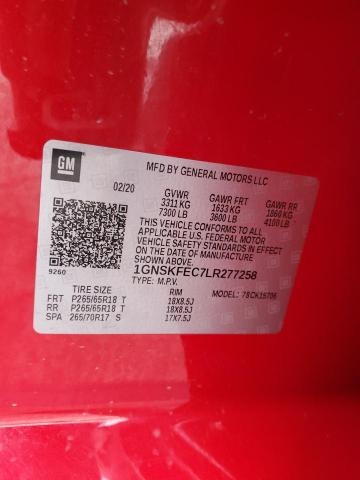 GM
MFD BY GENERAL MOTORS LLC
02/20 GVWR GAWR FRT GAWR RR
3311 KG 1633 KG 1860 KG
7300 LB 3600 LB 4100 LB
THIS VEHICLE CONFORMS TO ALL
APPLICABLE U.S. FEDERAL MOTOR
VEHICLE SAFETY STANDARDS IN EFFECT
ON THE DATE OF MANUFACTURE SHOWN ABOVE.
9260 1GNSKFEC7LR277258
TYPE: M.P.V.
TIRE SIZE RIM 78CK15706
FRT P265/65R18 T 18X8.5J
RR P265/65R18 T 18X8.5J
SPA 265/70R17 S 17X7.5J